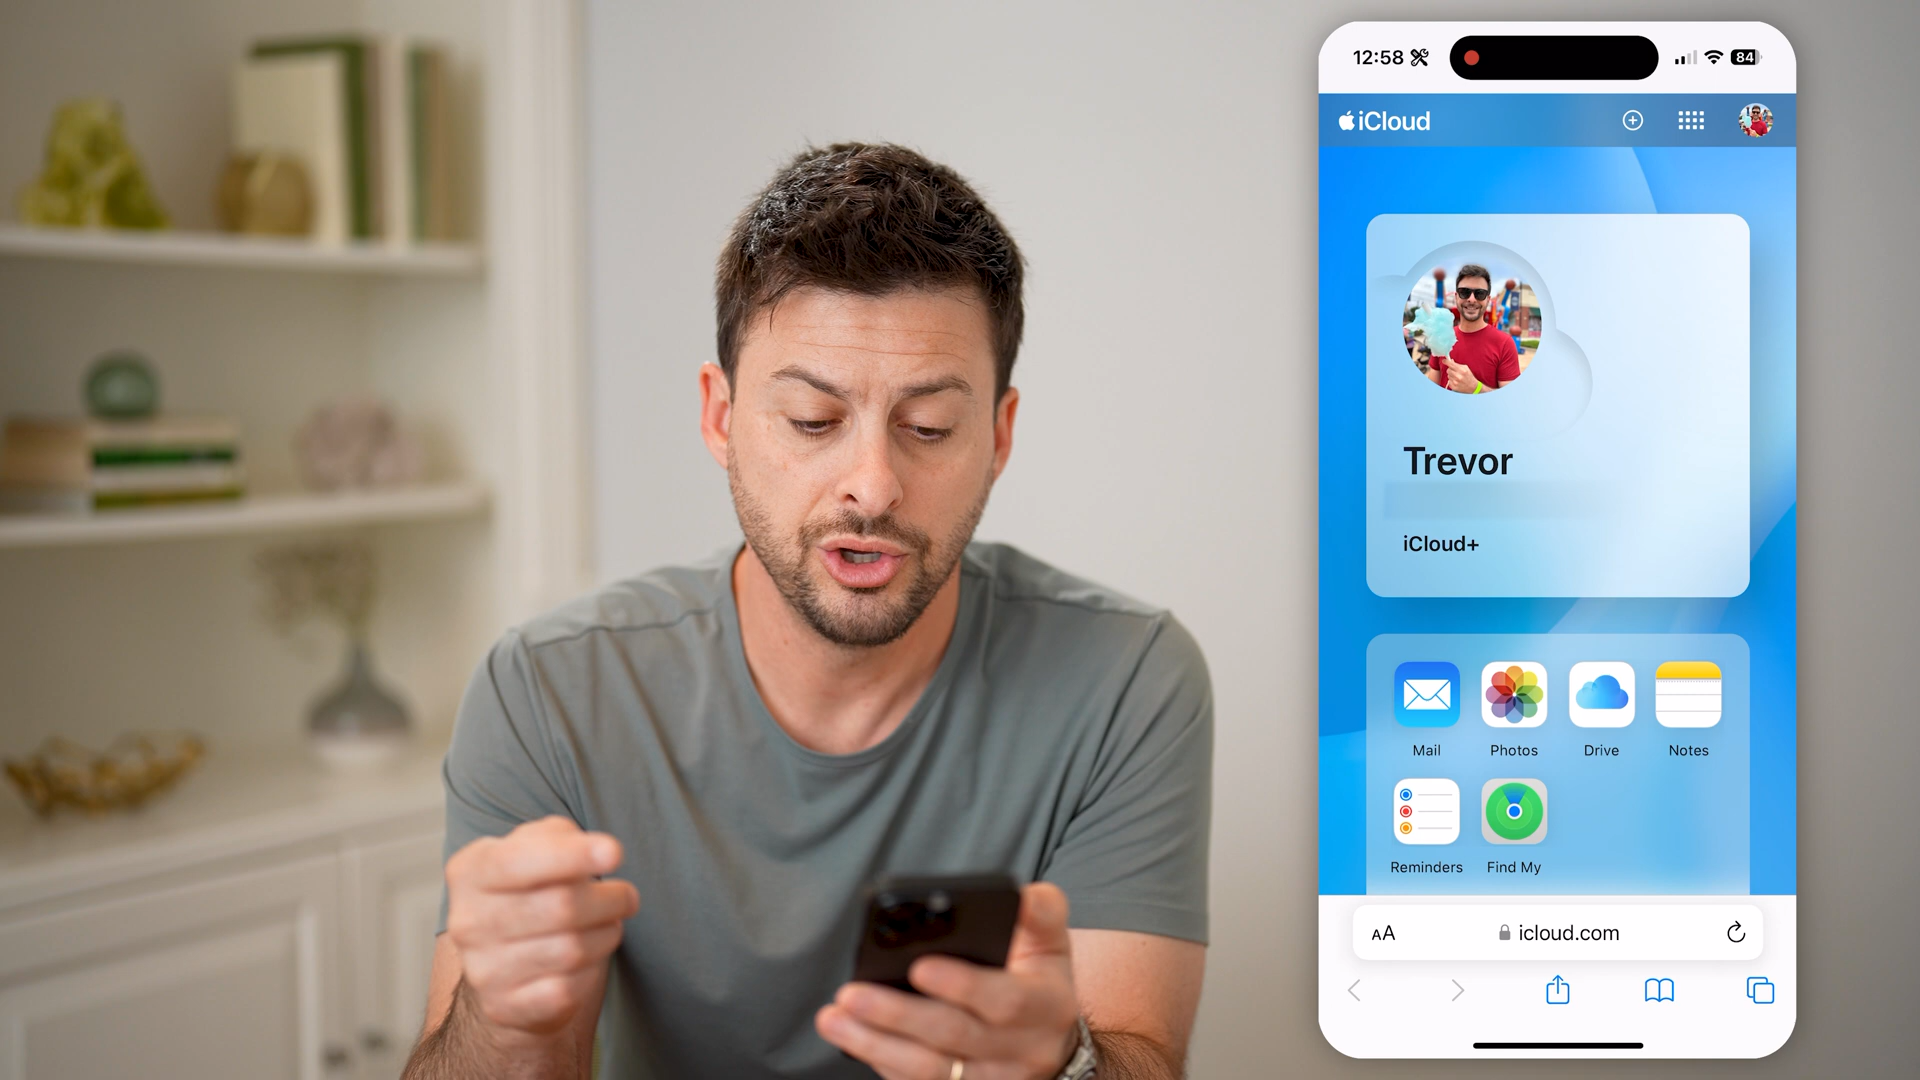 12:58
84
iCloud
Trevor
iCloud+
Mail
Photos
Drive
Notes
Reminders
Find My
AA
icloud.com